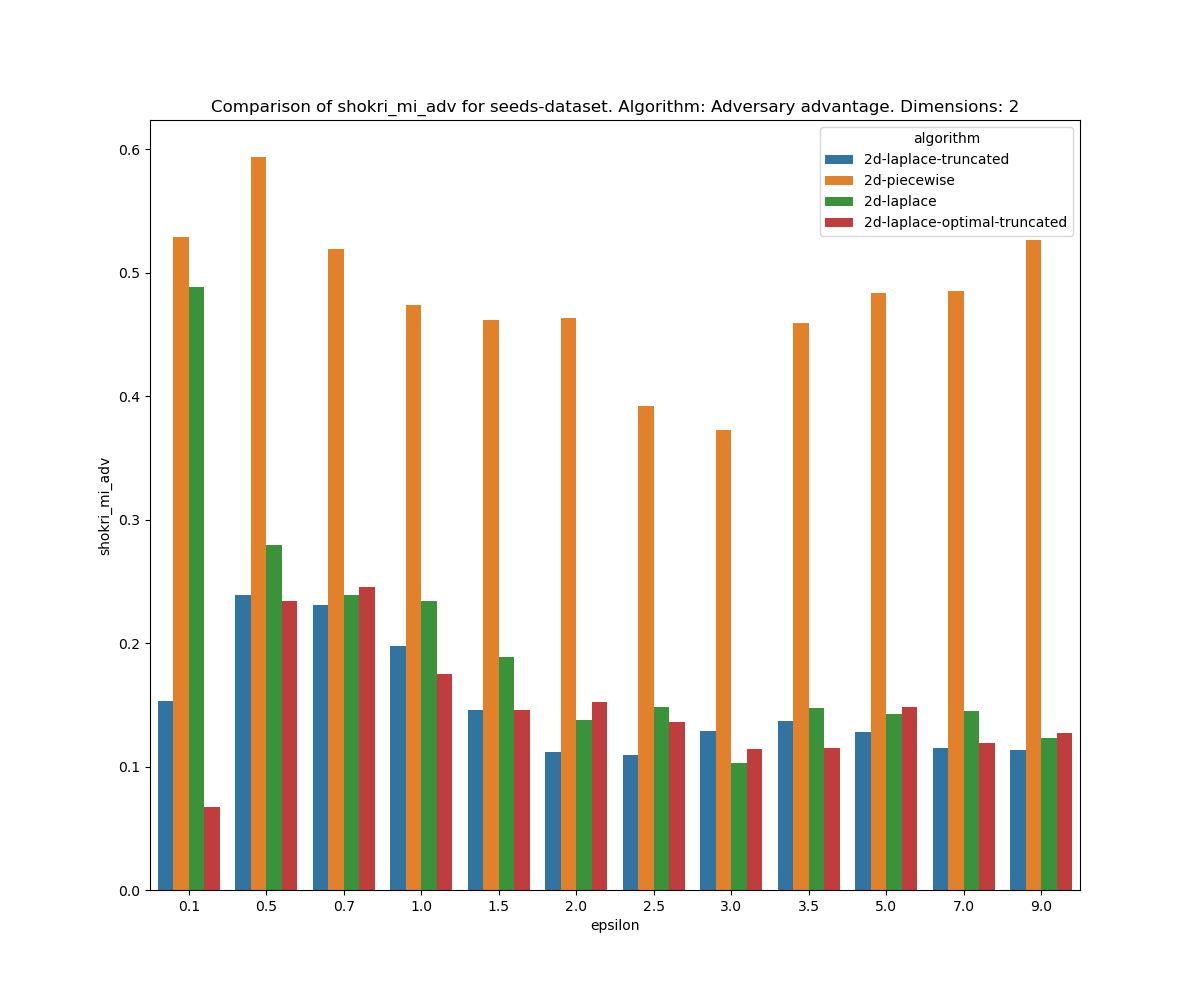 Comparison of shokri_mi_adv for seeds-dataset. Algorithm: Adversary advantage. Dimensions: 2
algorithm
2d-laplace-truncated
2d-piecewise
2d-laplace
2d-laplace-optimal-truncated
shokri_mi_adv
0.6
0.5
0.4
0.3
0.2
0.1
0.0
0.1 0.5 0.7 1.0 1.5 2.0 2.5 3.0 3.5 5.0 7.0 9.0
epsilon